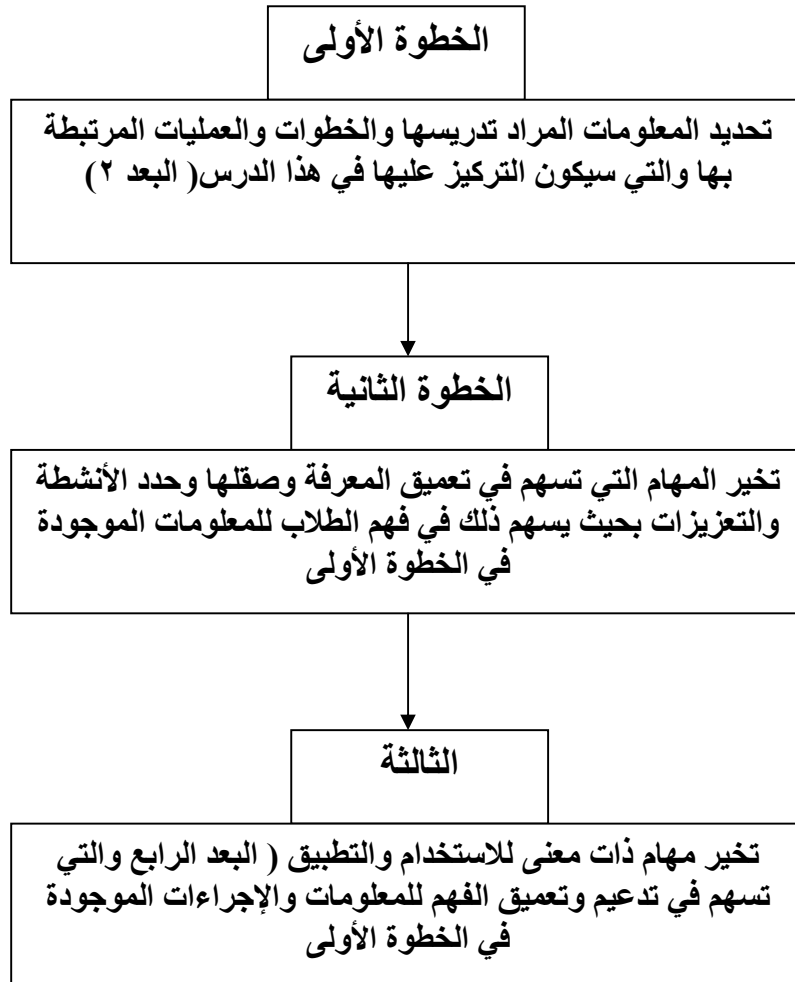 الخطوة الأولى
تحديد المعلومات المراد تدريسها والخطوات والعمليات المرتبطة
بها والتي سيكون التركيز عليها في هذا الدرس( البعد ٢)
الخطوة الثانية
تخير المهام التي تسهم في تعميق المعرفة وصقلها وحدد الأنشطة
والتعزيزات بحيث يسهم ذلك في فهم الطلاب للمعلومات الموجودة
في الخطوة الأولى
الثالثة
تخير مهام ذات معنى للاستخدام والتطبيق ( البعد الرابع والتي
تسهم في تدعيم وتعميق الفهم للمعلومات والإجراءات الموجودة
في الخطوة الأولى